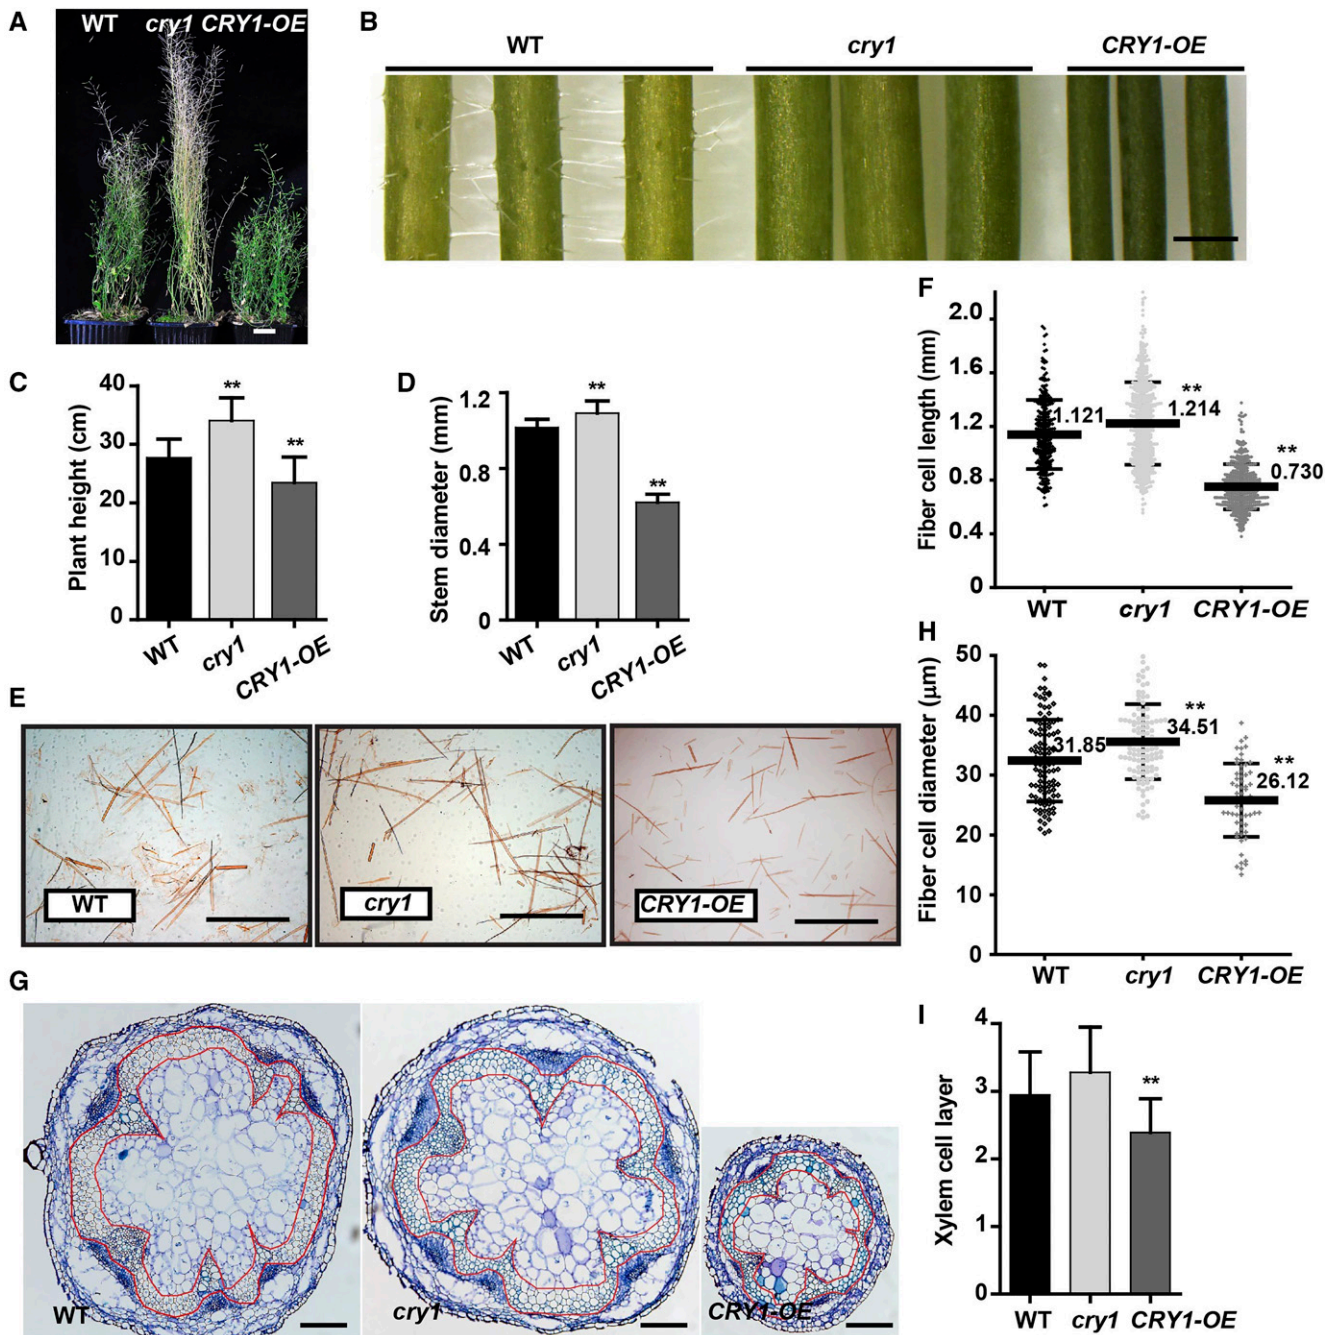 A
WT cry1 CRY1-OE
B
WT cry1 CRY1-OE
C
Plant height (cm)
40
30
20
10
0
**
**
WT
cry1
CRY1-OE
D
Stem diameter (mm)
1.2
0.8
0.4
0
**
**
WT
cry1
CRY1-OE
E
WT
cry1
CRY1-OE
F
Fiber cell length (mm)
2.0
1.6
1.2
0.8
0.4
0
1.121
**
1.214
**
0.730
WT cry1 CRY1-OE
H
Fiber cell diameter (μm)
50
40
30
20
10
0
31.85
**
34.51
**
26.12
WT cry1 CRY1-OE
G
WT
cry1
CRY1-OE
I
Xylem cell layer
4
3
2
1
0
**
WT cry1 CRY1-OE